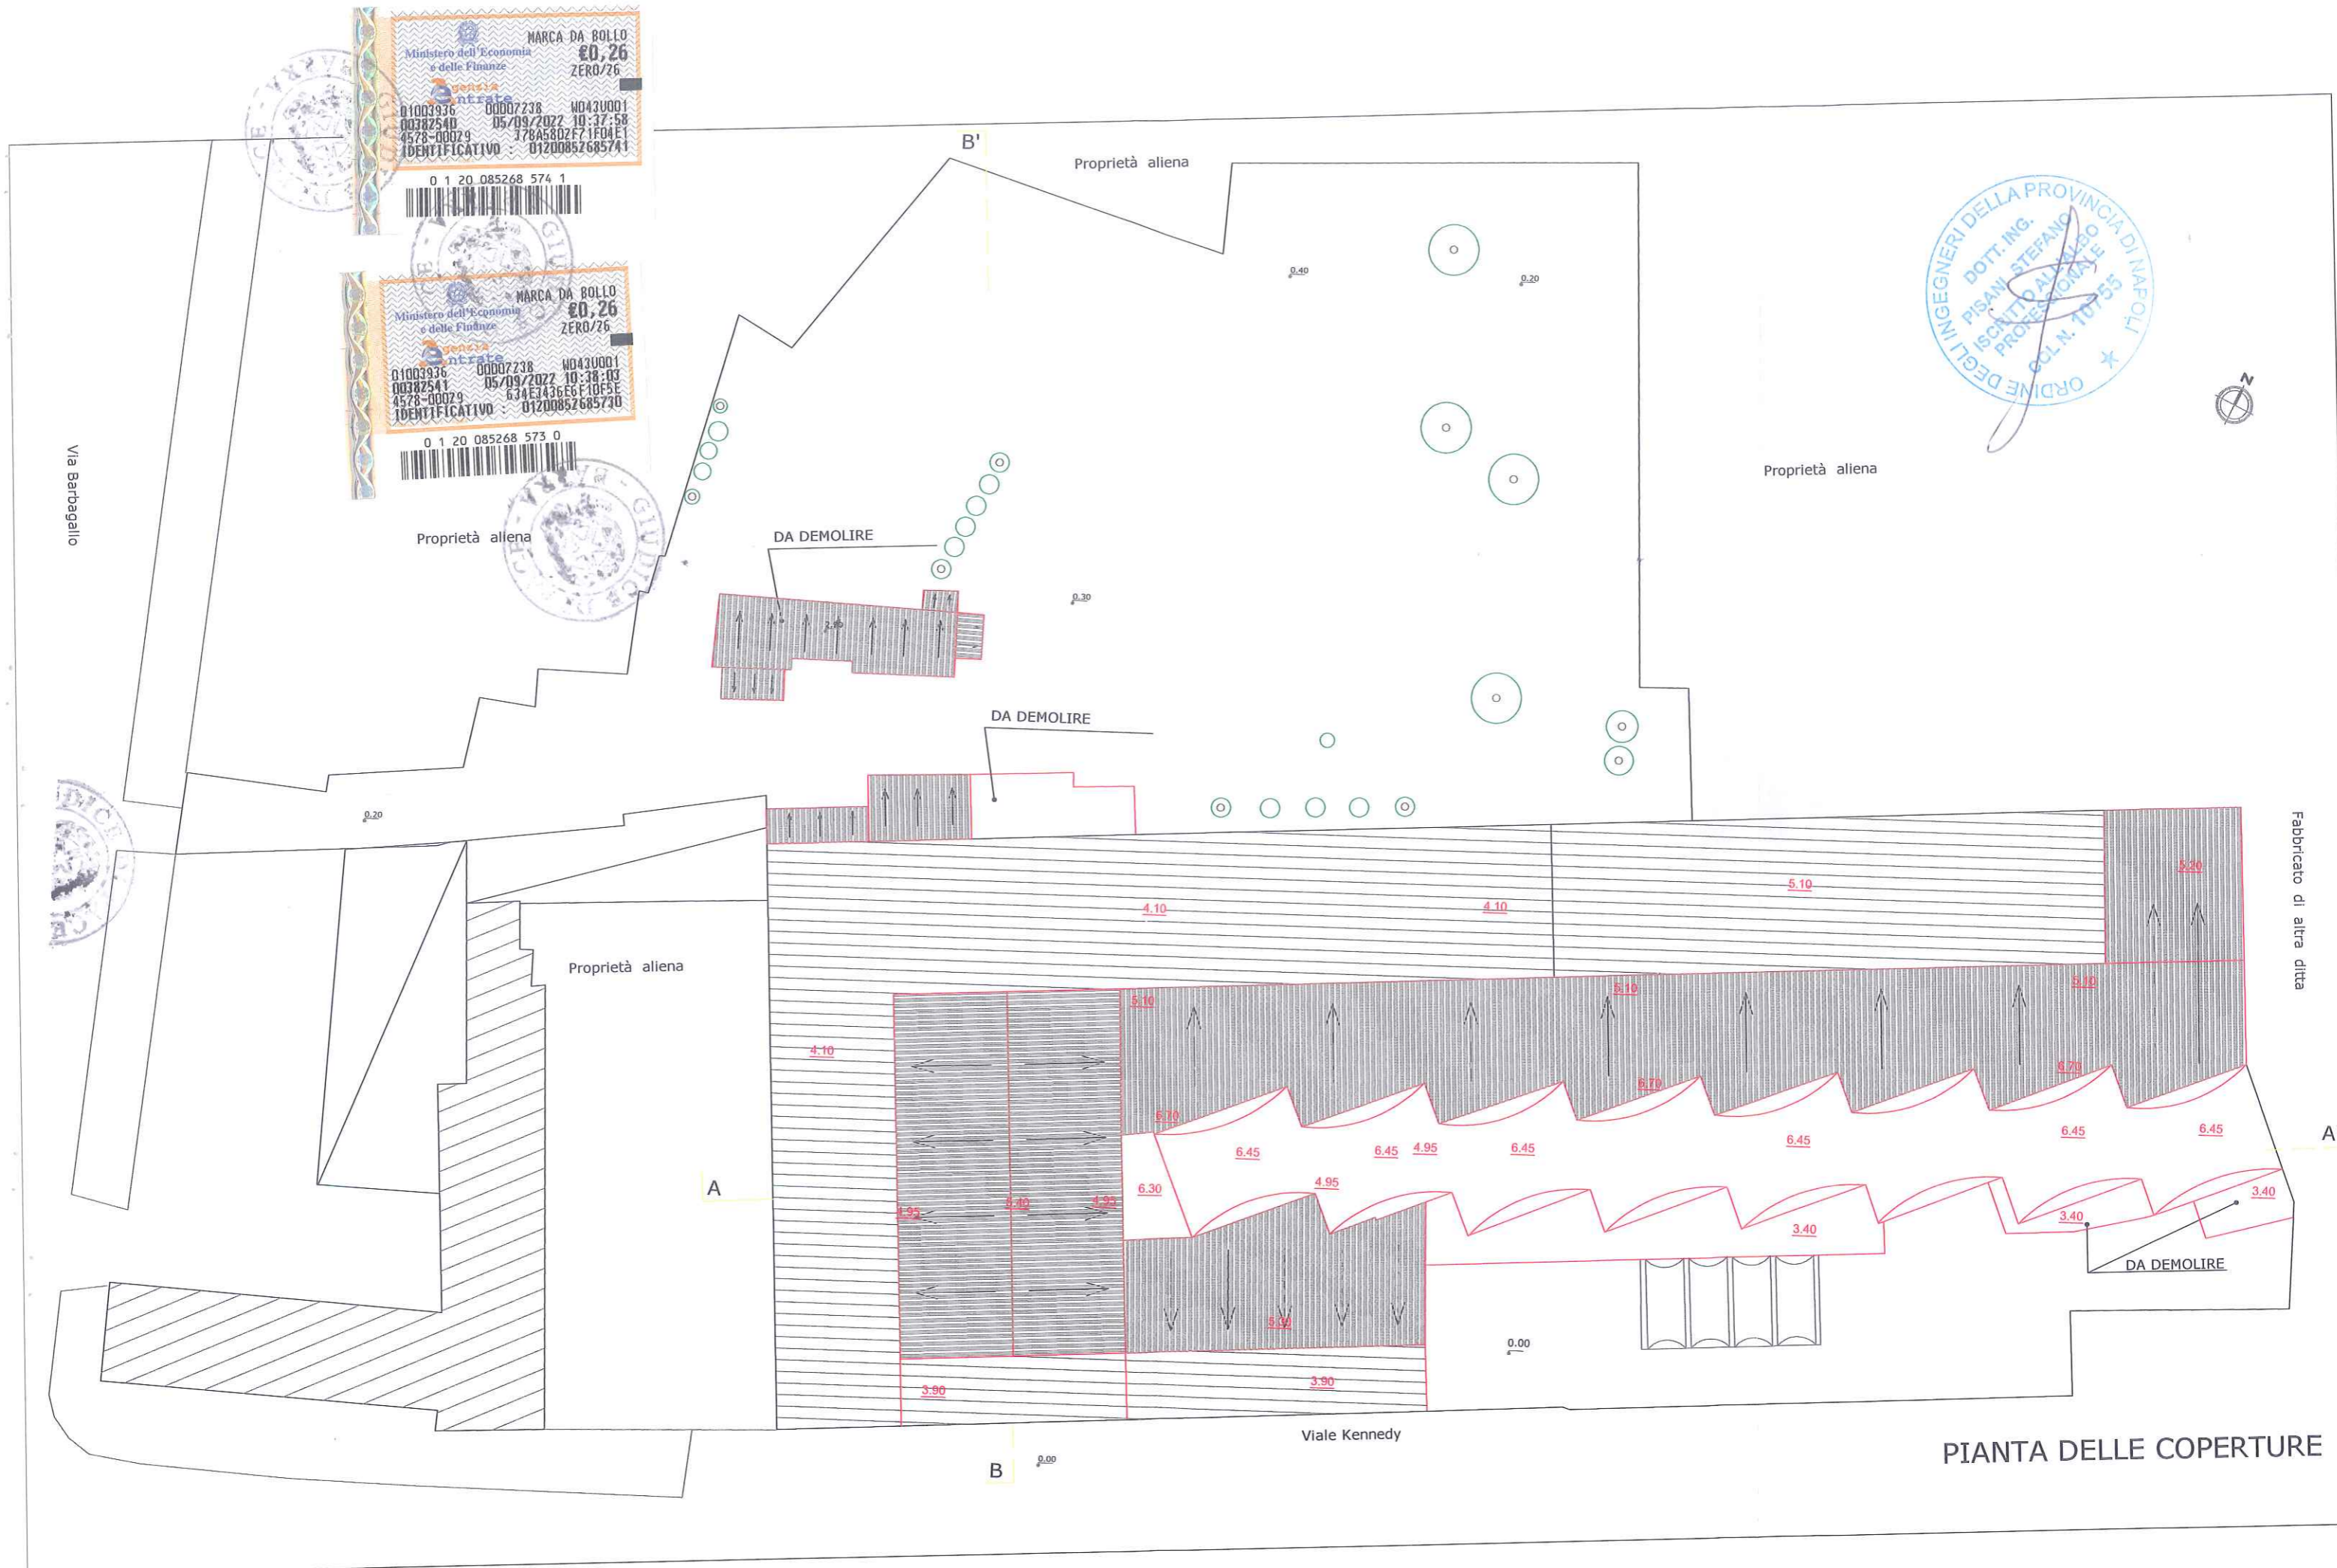 MARCA DA BOLLO
Ministero dell'Economia
e delle Finanze
€0,26
ZERO/26
agenzia
entrate
01003936 00007238 W043U001
00382540 05/09/2022 10:37:58
4578-00029 378A5802F71F04E1
IDENTIFICATIVO : 01200852685741
0 1 20 085268 574 1
MARCA DA BOLLO
Ministero dell'Economia
e delle Finanze
€0,26
ZERO/26
agenzia
entrate
01003936 00007238 W043U001
00382541 05/09/2022 10:38:03
4578-00029 634E3436E6F10F5E
IDENTIFICATIVO : 01200852685730
0 1 20 085268 573 0
B'
Proprietà aliena
ORDINE DEGLI INGEGNERI DELLA PROVINCIA DI NAPOLI
DOTT. ING.
PISANI STEFANO
ISCRITTO ALL'ALBO
PROFESSIONALE
N. 10755
N
0.40
0.20
Via Barbagallo
Proprietà aliena
Proprietà aliena
DA DEMOLIRE
0.30
DA DEMOLIRE
0.20
Fabbricato di altra ditta
5.20
5.10
4.10
4.10
Proprietà aliena
5.10
5.10
5.10
4.10
6.70
6.70
6.70
6.45
6.45
4.95
6.45
6.45
6.45
6.45
A
A
6.30
4.95
4.95
5.40
4.95
3.40
3.40
3.40
DA DEMOLIRE
0.00
3.90
3.90
Viale Kennedy
B
0.00
PIANTA DELLE COPERTURE